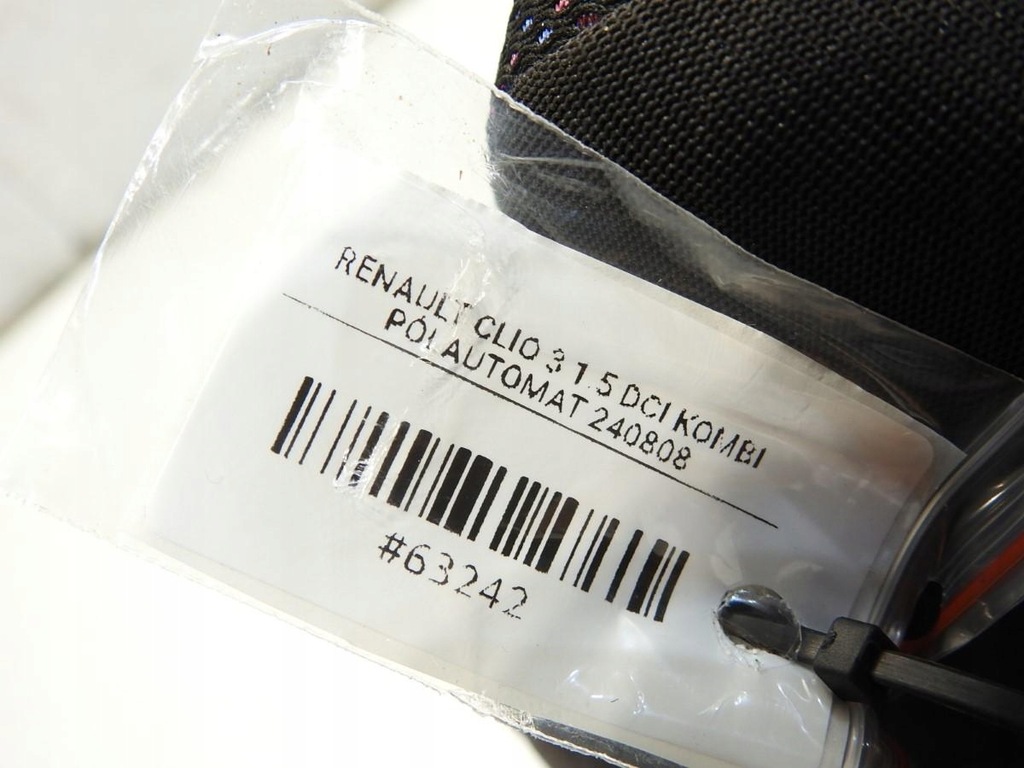 RENAULT CLIO 3 1.5 DCI KOMBI
PÓŁAUTOMAT 240808
#63242